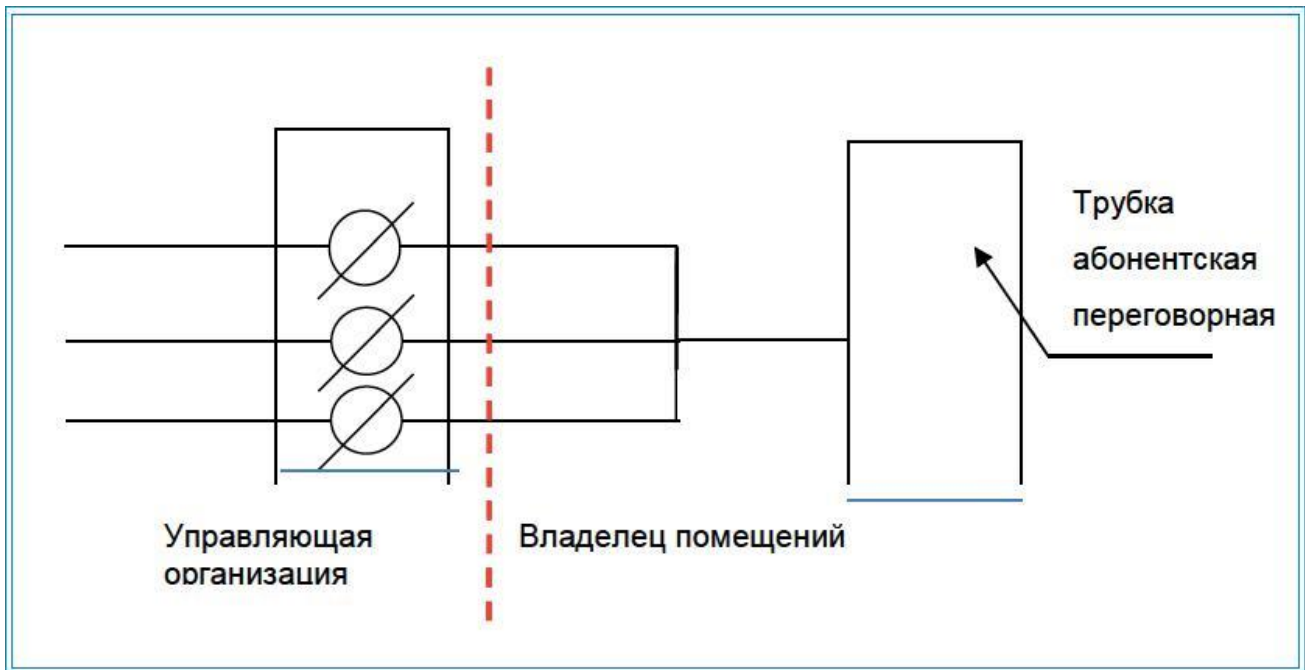 Трубка
абонентская
переговорная
Управляющая
организация
Владелец помещений